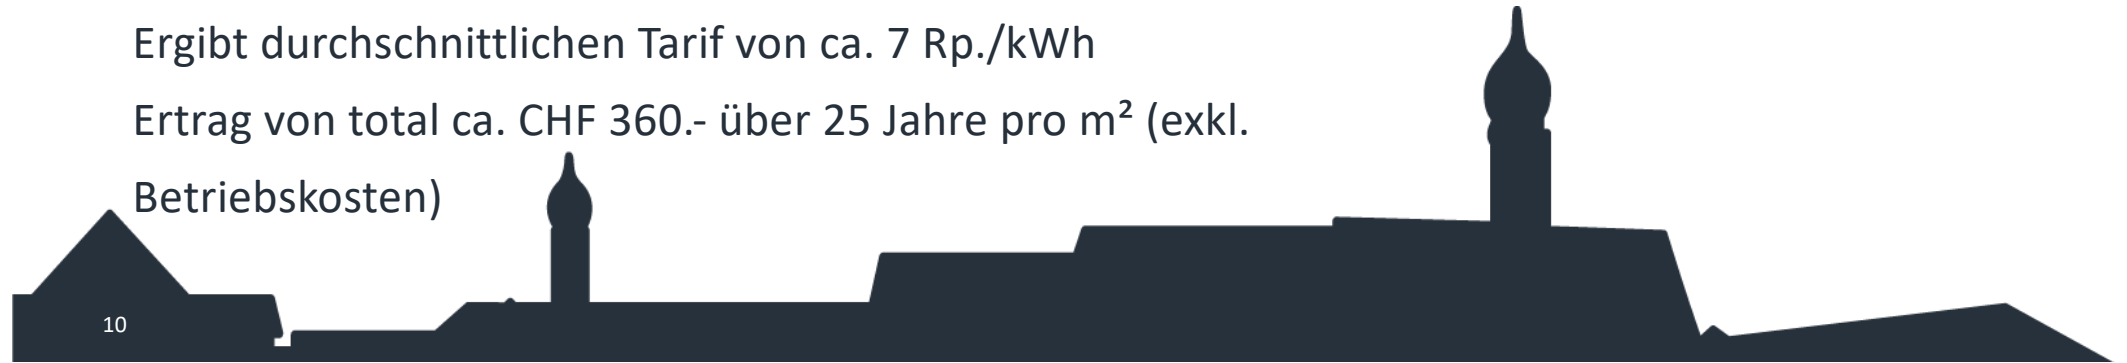 Ergibt durchschnittlichen Tarif von ca. 7 Rp./kWh
Ertrag von total ca. CHF 360.- über 25 Jahre pro m² (exkl.
Betriebskosten)
10